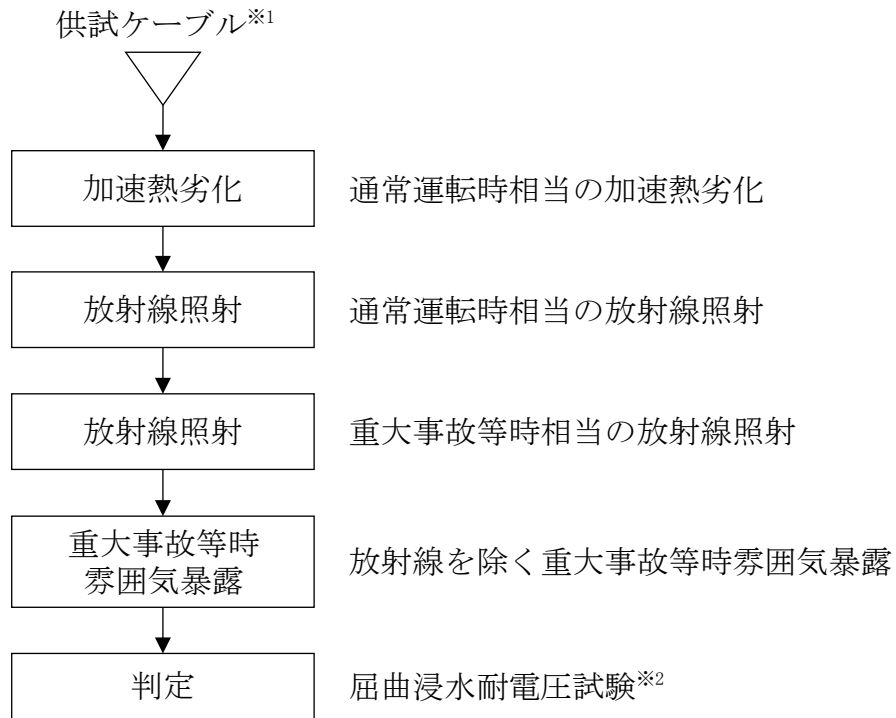 供試ケーブル※1
加速熱劣化 通常運転時相当の加速熱劣化
放射線照射 通常運転時相当の放射線照射
放射線照射 重大事故等時相当の放射線照射
重大事故等時
雰囲気暴露
放射線を除く重大事故等時雰囲気暴露
判定 屈曲浸水耐電圧試験※2